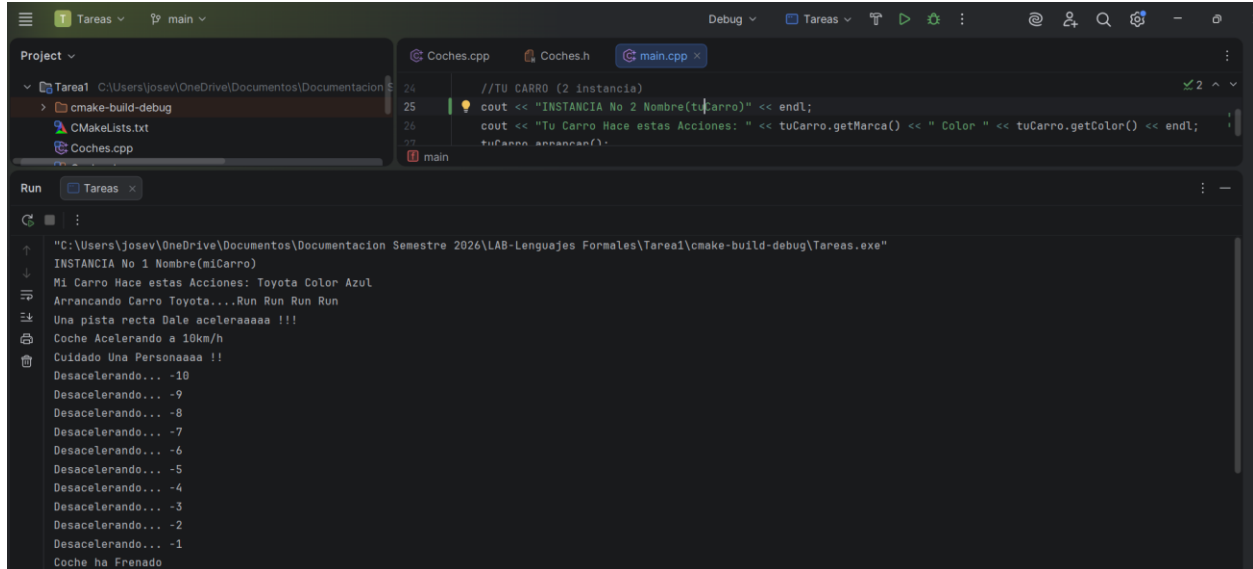 T Tareas main Debug Tareas
Project
Coches.cpp Coches.h main.cpp
Tarea1 C:\Users\josev\OneDrive\Documentos\Documentacion S
cmake-build-debug
CMakeLists.txt
Coches.cpp
24 //TU CARRO (2 instancia)
25 cout << "INSTANCIA No 2 Nombre(tuCarro)" << endl;
26 cout << "Tu Carro Hace estas Acciones: " << tuCarro.getMarca() << " Color " << tuCarro.getColor() << endl;
27 tuCarro.arrancar();
2
main
Run Tareas
"C:\Users\josev\OneDrive\Documentos\Documentacion Semestre 2026\LAB-Lenguajes Formales\Tarea1\cmake-build-debug\Tareas.exe"
INSTANCIA No 1 Nombre(miCarro)
Mi Carro Hace estas Acciones: Toyota Color Azul
Arrancando Carro Toyota....Run Run Run Run
Una pista recta Dale aceleraaaaa !!!
Coche Acelerando a 10km/h
Cuidado Una Personaaaa !!
Desacelerando... -10
Desacelerando... -9
Desacelerando... -8
Desacelerando... -7
Desacelerando... -6
Desacelerando... -5
Desacelerando... -4
Desacelerando... -3
Desacelerando... -2
Desacelerando... -1
Coche ha Frenado